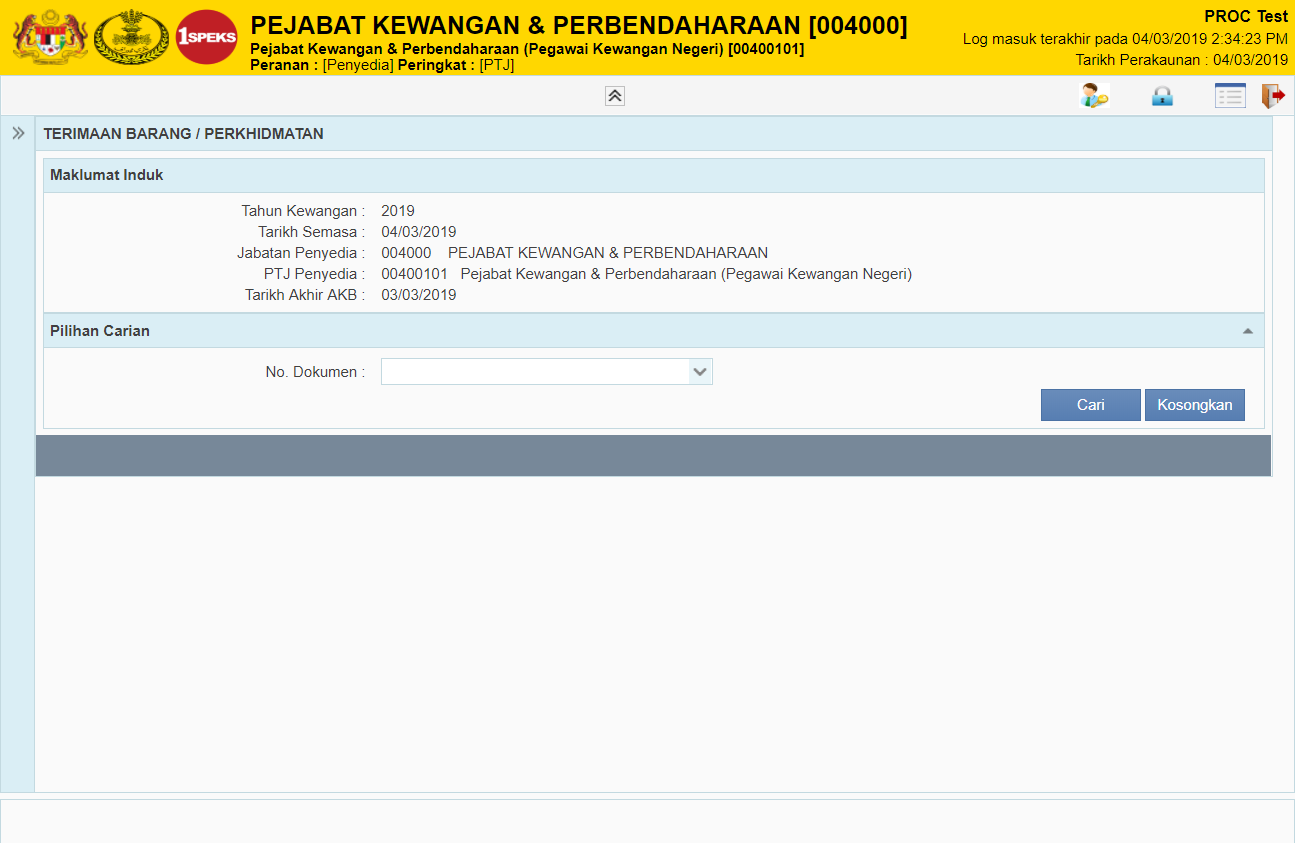 1SPEKS
PEJABAT KEWANGAN & PERBENDAHARAAN [004000]
Pejabat Kewangan & Perbendaharaan (Pegawai Kewangan Negeri) [00400101]
Peranan : [Penyedia] Peringkat : [PTJ]
PROC Test
Log masuk terakhir pada 04/03/2019 2:34:23 PM
Tarikh Perakaunan : 04/03/2019
TERIMAAN BARANG / PERKHIDMATAN
Maklumat Induk
Tahun Kewangan : 2019
Tarikh Semasa : 04/03/2019
Jabatan Penyedia : 004000 PEJABAT KEWANGAN & PERBENDAHARAAN
PTJ Penyedia : 00400101 Pejabat Kewangan & Perbendaharaan (Pegawai Kewangan Negeri)
Tarikh Akhir AKB : 03/03/2019
Pilihan Carian
No. Dokumen :
Cari Kosongkan